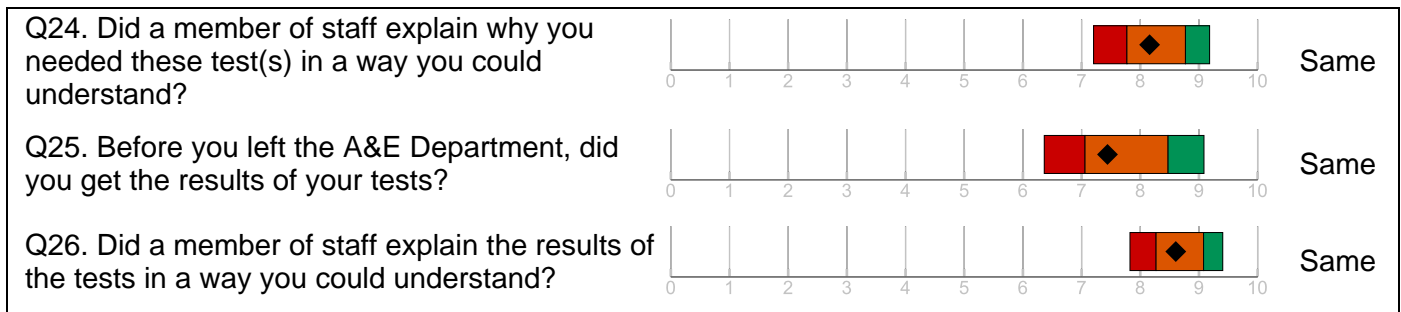 Q24. Did a member of staff explain why you
needed these test(s) in a way you could
understand?
0 1 2 3 4 5 6 7 8 9 10
Same
Q25. Before you left the A&E Department, did
you get the results of your tests?
0 1 2 3 4 5 6 7 8 9 10
Same
Q26. Did a member of staff explain the results of
the tests in a way you could understand?
0 1 2 3 4 5 6 7 8 9 10
Same